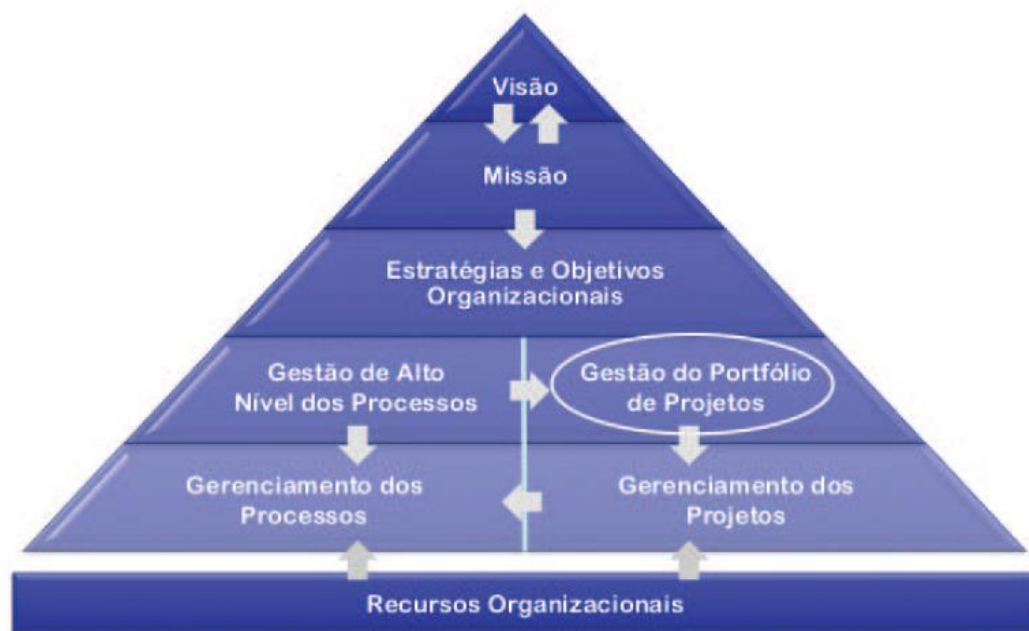 Visão
Missão
Estratégias e Objetivos
Organizacionais
Gestão de Alto
Nível dos Processos
Gestão do Portfólio
de Projetos
Gerenciamento dos
Processos
Gerenciamento dos
Projetos
Recursos Organizacionais